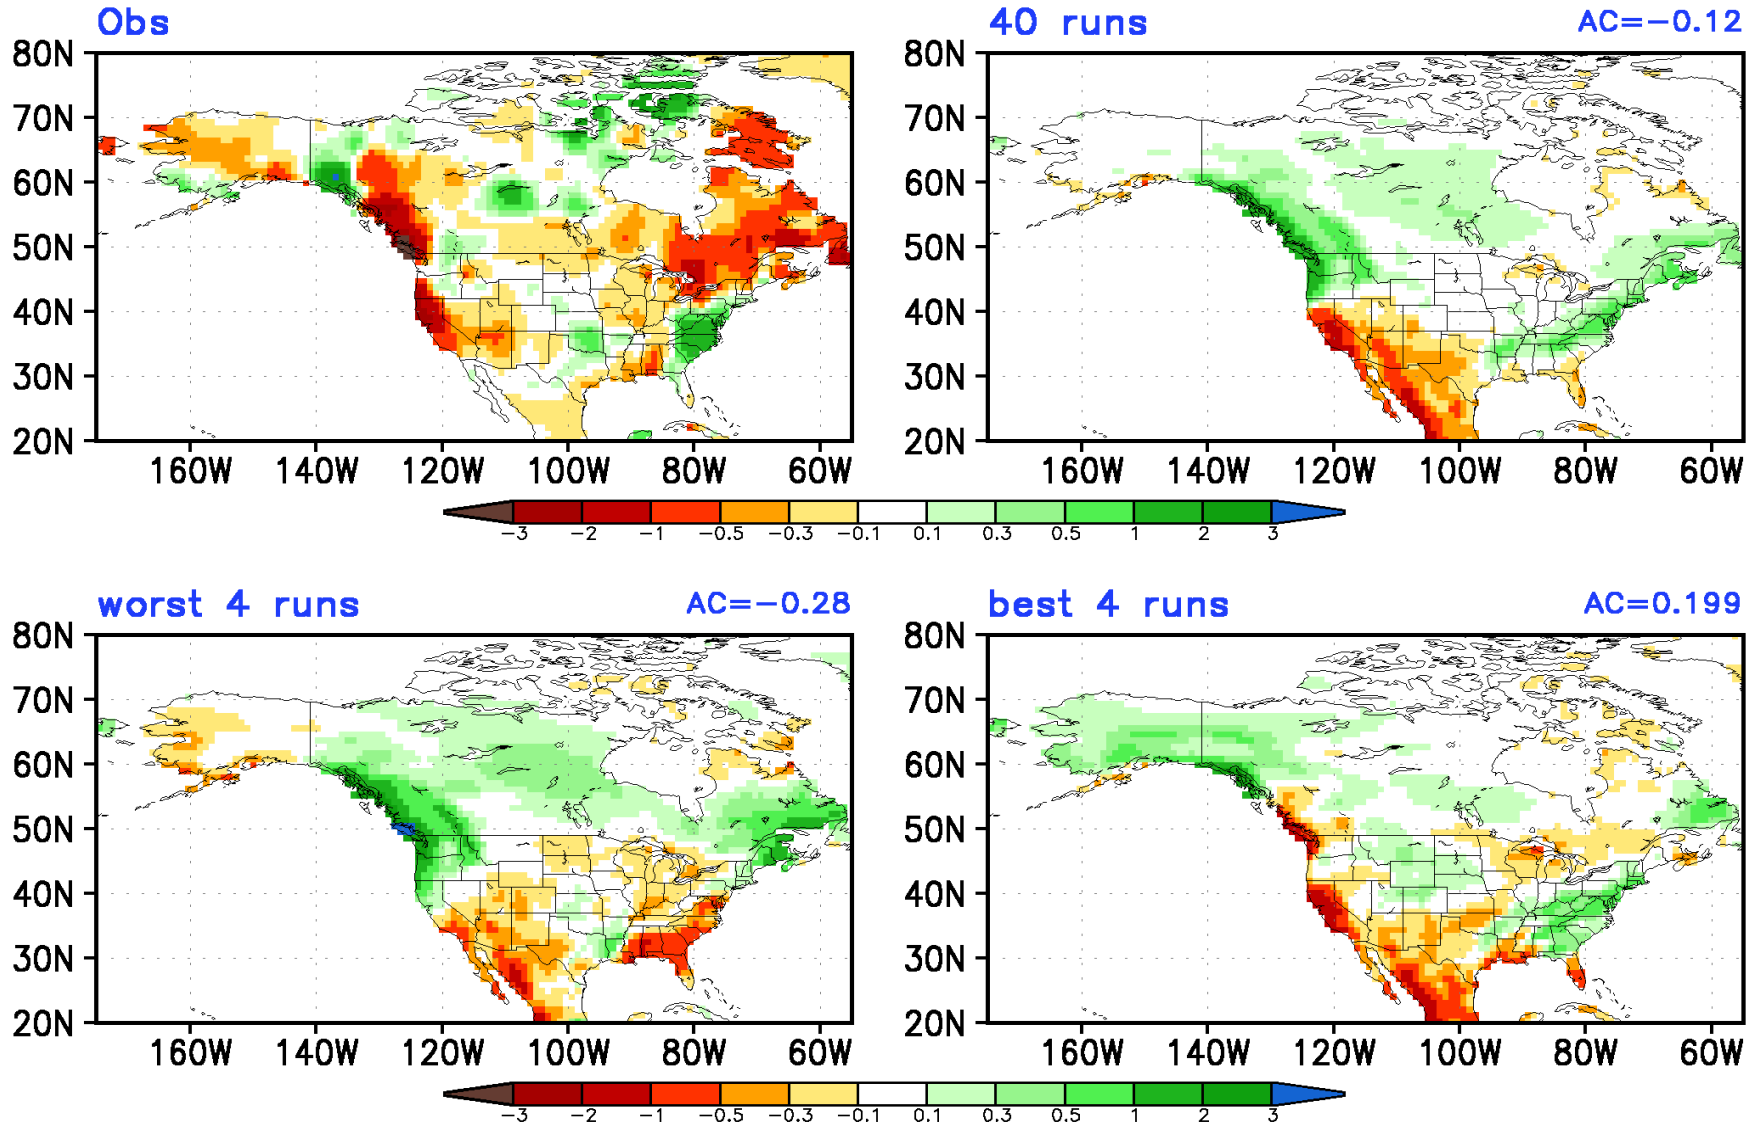 Obs
40 runs AC=-0.12
80N 80N
70N 70N
60N 60N
50N 50N
40N 40N
30N 30N
20N 20N
160W 140W 120W 100W 80W 60W 160W 140W 120W 100W 80W 60W
-3 -2 -1 -0.5 -0.3 -0.1 0.1 0.3 0.5 1 2 3
worst 4 runs AC=-0.28
best 4 runs AC=0.199
80N 80N
70N 70N
60N 60N
50N 50N
40N 40N
30N 30N
20N 20N
160W 140W 120W 100W 80W 60W 160W 140W 120W 100W 80W 60W
-3 -2 -1 -0.5 -0.3 -0.1 0.1 0.3 0.5 1 2 3